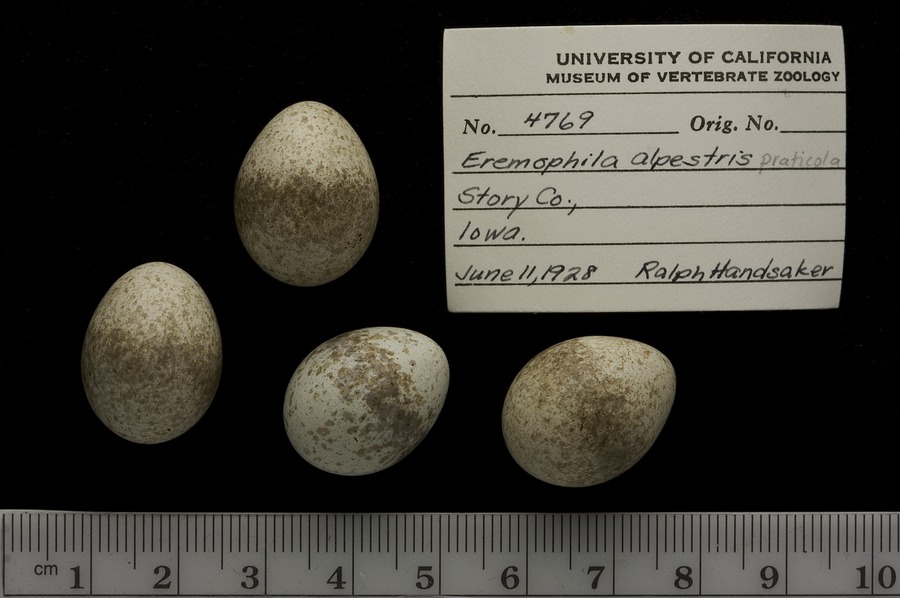 UNIVERSITY OF CALIFORNIA
MUSEUM OF VERTEBRATE ZOOLOGY
No. 4769 Orig. No.
Eremophila alpestris praticola
Story Co.,
Iowa.
June 11, 1928 Ralph Handsaker
cm 1 2 3 4 5 6 7 8 9 10